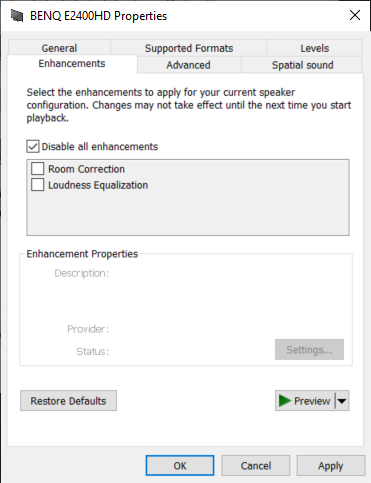 BENQ E2400HD Properties
General Supported Formats Levels
Enhancements Advanced Spatial sound
Select the enhancements to apply for your current speaker
configuration. Changes may not take effect until the next time you start
playback.
Disable all enhancements
Room Correction
Loudness Equalization
Enhancement Properties
Description:
Provider:
Status: Settings...
Restore Defaults Preview
OK Cancel Apply